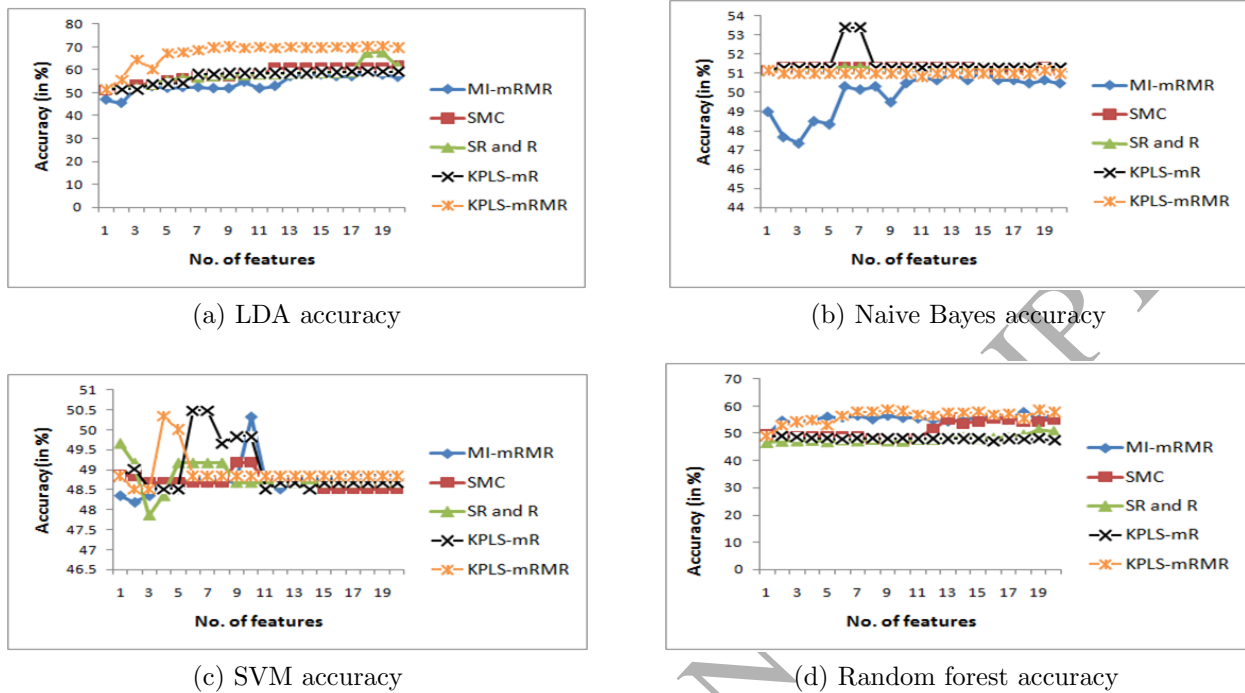 80
70
60
50
40
30
20
10
0
Accuracy (in %)
1 3 5 7 9 11 13 15 17 19
No. of features
MI-mRMR
SMC
SR and R
KPLS-mR
KPLS-mRMR
(a) LDA accuracy
54
53
52
51
50
49
48
47
46
45
44
Accuracy (in %)
1 3 5 7 9 11 13 15 17 19
No. of features
MI-mRMR
SMC
SR and R
KPLS-mR
KPLS-mRMR
(b) Naive Bayes accuracy
51
50.5
50
49.5
49
48.5
48
47.5
47
46.5
Accuracy(in %)
1 3 5 7 9 11 13 15 17 19
No. of features
MI-mRMR
SMC
SR and R
KPLS-mR
KPLS-mRMR
(c) SVM accuracy
70
60
50
40
30
20
10
0
Accuracy (in %)
1 3 5 7 9 11 13 15 17 19
No. of features
MI-mRMR
SMC
SR and R
KPLS-mR
KPLS-mRMR
(d) Random forest accuracy